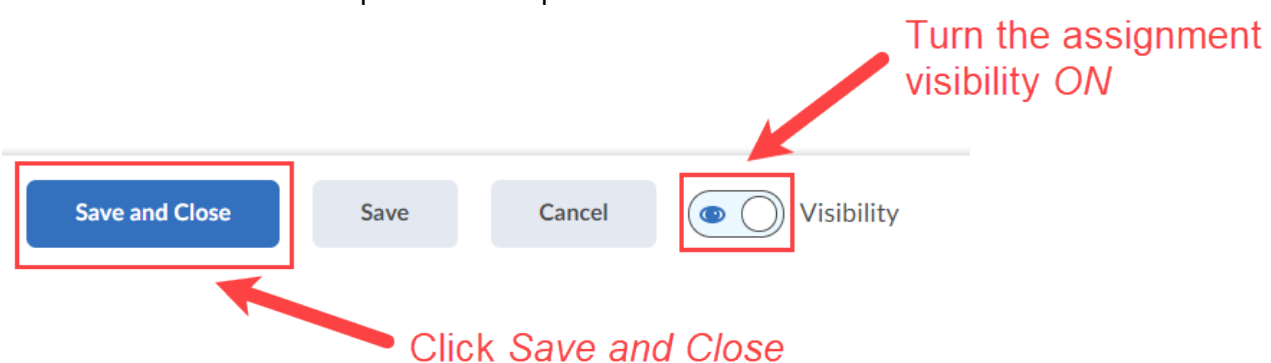 Turn the assignment
visibility ON
Save and Close
Save
Cancel
Visibility
Click Save and Close